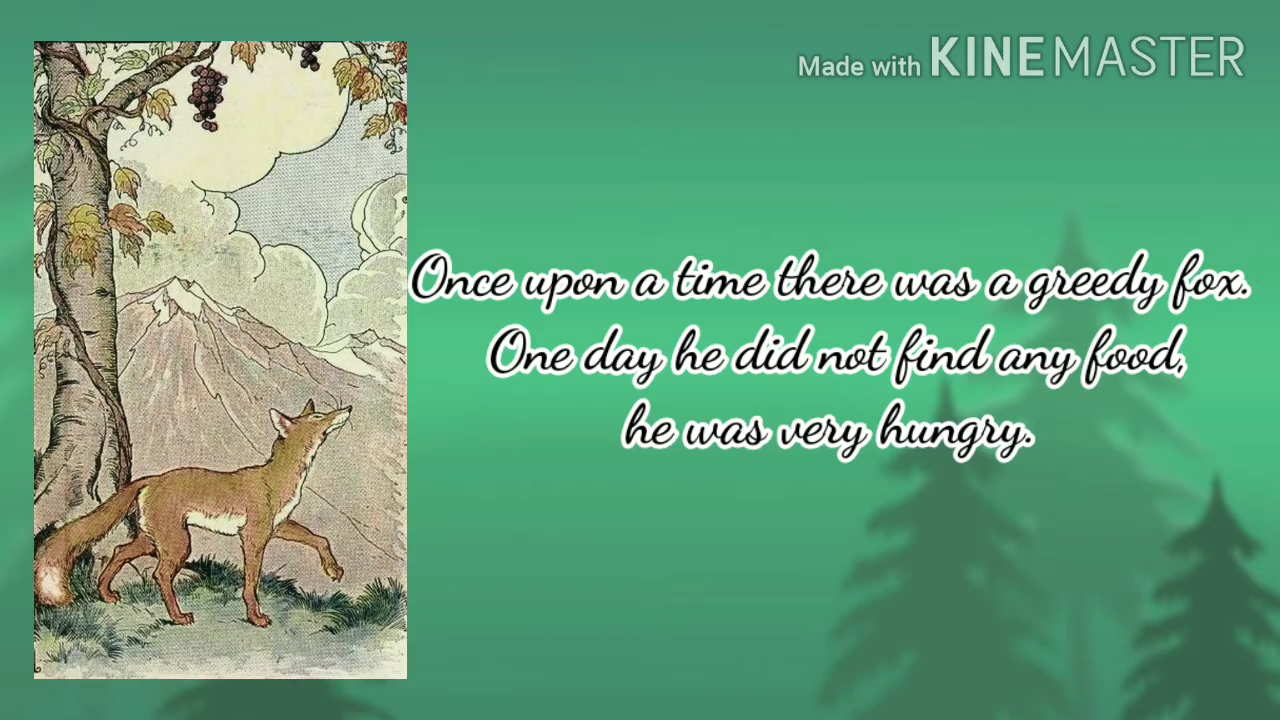 Made with KINEMASTER
Once upon a time there was a greedy fox.
One day he did not find any food,
he was very hungry.